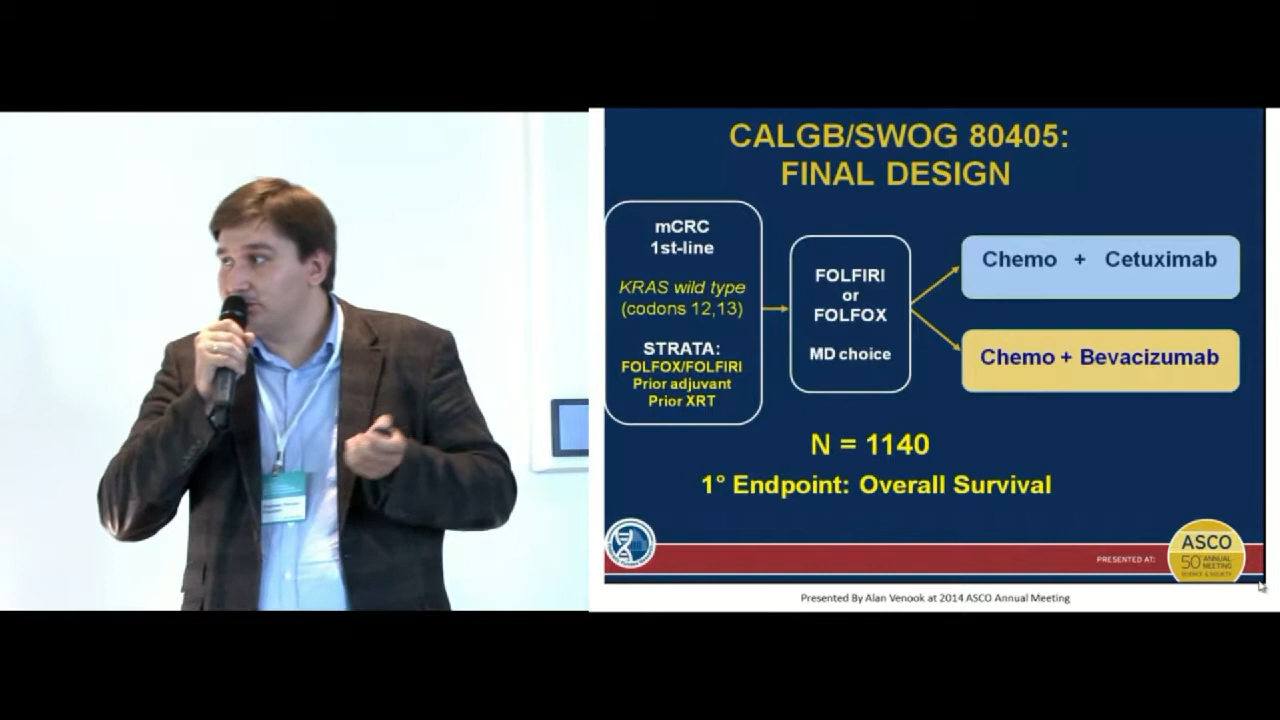 CALGB/SWOG 80405:
FINAL DESIGN
mCRC
1st-line
KRAS wild type
(codons 12,13)
STRATA:
FOLFOX/FOLFIRI
Prior adjuvant
Prior XRT
FOLFIRI
or
FOLFOX
MD choice
Chemo + Cetuximab
Chemo + Bevacizumab
N = 1140
1° Endpoint: Overall Survival
PRESENTED AT:
ASCO
50 ANNUAL
MEETING
SCIENCE & SOCIETY
Presented By Alan Venook at 2014 ASCO Annual Meeting